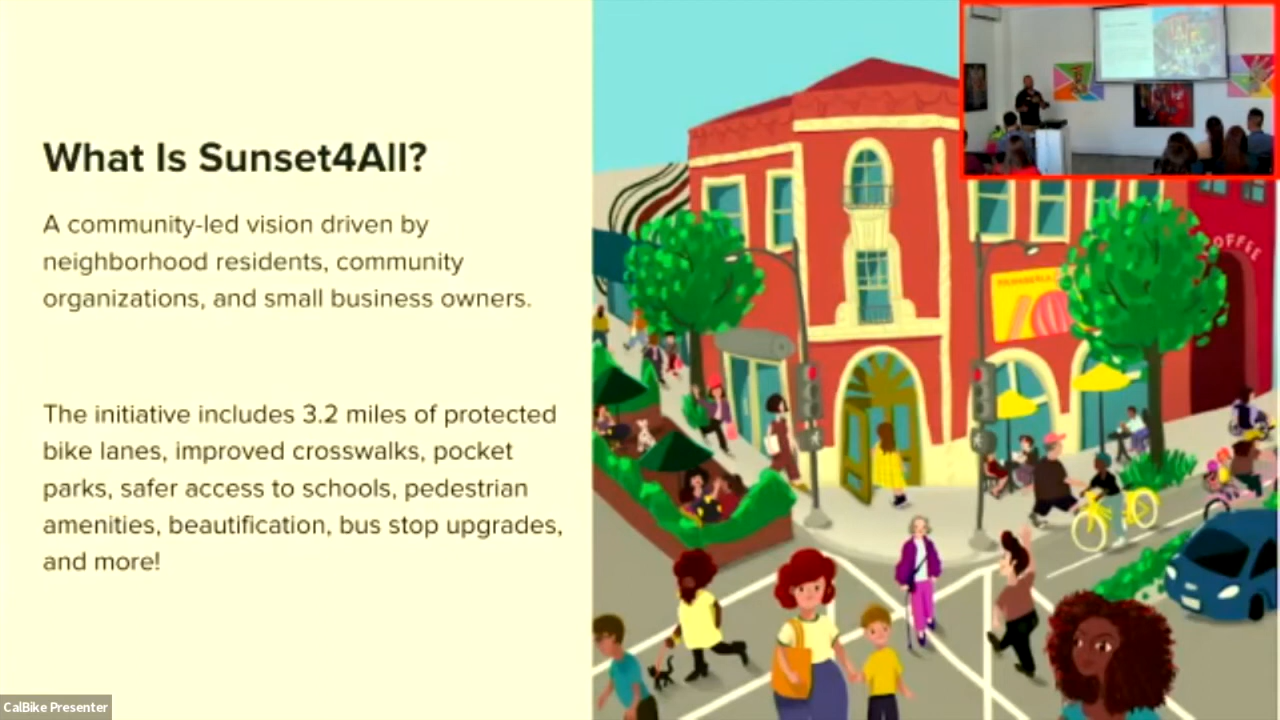 What Is Sunset4All?
A community-led vision driven by
neighborhood residents, community
organizations, and small business owners.
The initiative includes 3.2 miles of protected
bike lanes, improved crosswalks, pocket
parks, safer access to schools, pedestrian
amenities, beautification, bus stop upgrades,
and more!
OFFEE
CalBike Presenter